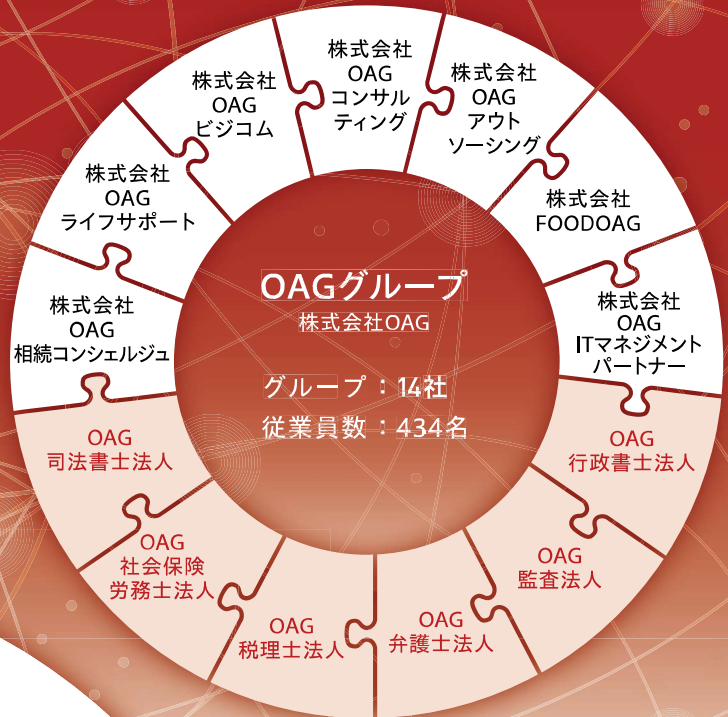 OAGグループ
株式会社OAG
グループ：14社
従業員数：434名
株式会社
OAG
コンサル
ティング
株式会社
OAG
アウト
ソーシング
株式会社
FOODOAG
株式会社
OAG
ITマネジメント
パートナー
OAG
行政書士法人
OAG
監査法人
OAG
弁護士法人
OAG
税理士法人
OAG
社会保険
労務士法人
OAG
司法書士法人
株式会社
OAG
相続コンシェルジュ
株式会社
OAG
ライフサポート
株式会社
OAG
ビジコム